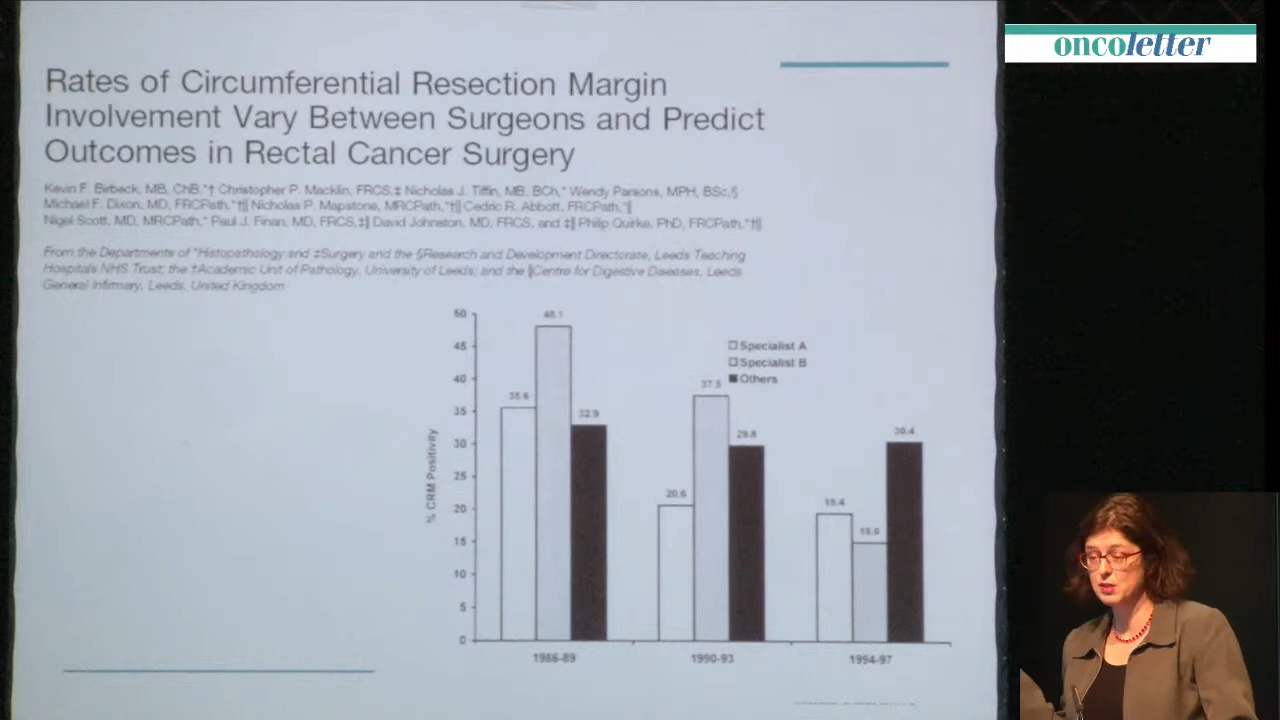 oncoletter
Rates of Circumferential Resection Margin
Involvement Vary Between Surgeons and Predict
Outcomes in Rectal Cancer Surgery
Kevin F. Birbeck, MB, ChB,*† Christopher P. Macklin, FRCS,‡ Nicholas J. Tiffin, MB, BCh,* Wendy Parsons, MPH, BSc,§
Michael F. Dixon, MD, FRCPath,*†‖ Nicholas P. Mapstone, MRCPath,*†‖ Cedric R. Abbott, FRCPath,*‖
Nigel Scott, MD, MRCPath,* Paul J. Finan, MD, FRCS,‡‖ David Johnston, MD, FRCS, and ‡‖ Philip Quirke, PhD, FRCPath,*†‖
From the Departments of *Histopathology and ‡Surgery and the §Research and Development Directorate, Leeds Teaching
Hospitals NHS Trust; the †Academic Unit of Pathology, University of Leeds; and the ‖Centre for Digestive Diseases, Leeds
General Infirmary, Leeds, United Kingdom
% CRM Positivity
50
45
40
35
30
25
20
15
10
5
0
35.6
48.1
32.9
20.6
37.5
29.8
30.4
15.0
Specialist A
Specialist B
Others
1986-89
1990-93
1994-97